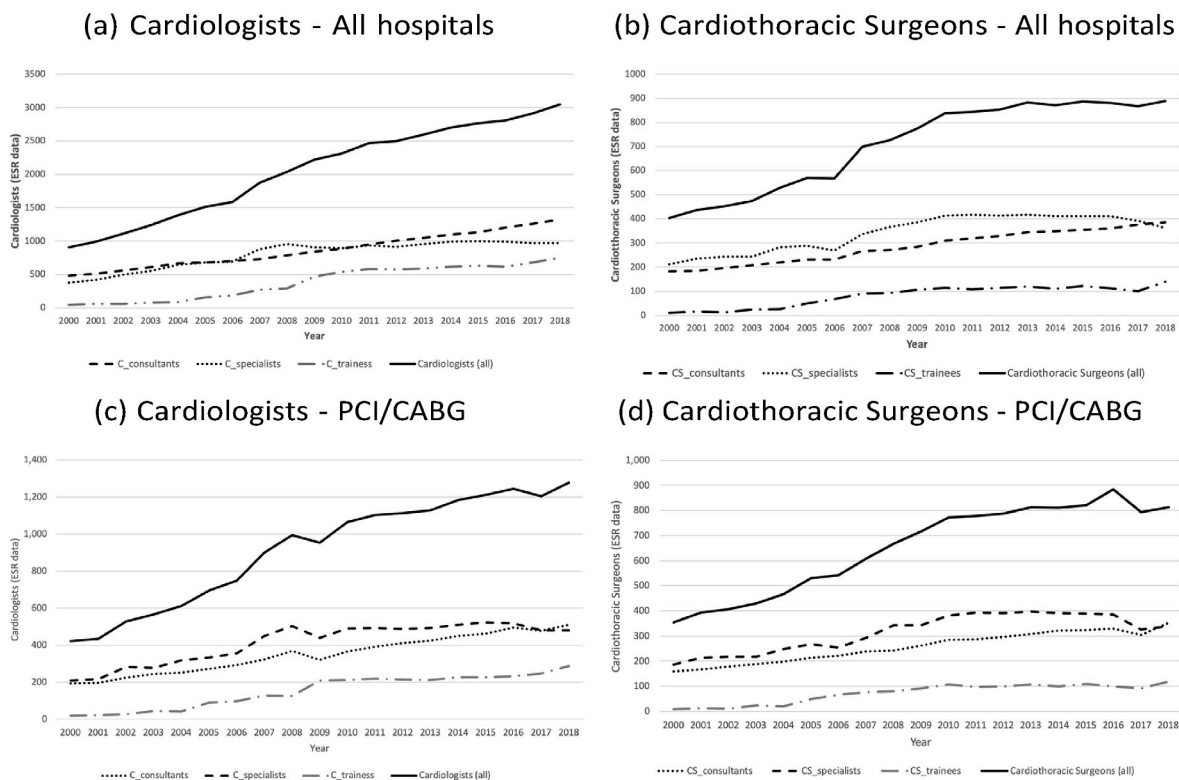 (a) Cardiologists - All hospitals
Cardiologists (ESR data)
3500
3000
2500
2000
1500
1000
500
0
2000 2001 2002 2003 2004 2005 2006 2007 2008 2009 2010 2011 2012 2013 2014 2015 2016 2017 2018
Year
C_consultants C_specialists C_trainess Cardiologists (all)
(b) Cardiothoracic Surgeons - All hospitals
Cardiotthoracic Surgeons (ESR data)
1000
900
800
700
600
500
400
300
200
100
0
2000 2001 2002 2003 2004 2005 2006 2007 2008 2009 2010 2011 2012 2013 2014 2015 2016 2017 2018
Year
CS_consultants CS_specialists CS_trainees Cardiothoracic Surgeons (all)
(c) Cardiologists - PCI/CABG
Cardiologists (ESR data)
1,400
1,200
1,000
800
600
400
200
0
2000 2001 2002 2003 2004 2005 2006 2007 2008 2009 2010 2011 2012 2013 2014 2015 2016 2017 2018
Year
C_consultants C_specialists C_trainess Cardiologists (all)
(d) Cardiothoracic Surgeons - PCI/CABG
Cardiothoracic Surgeons (ESR data)
1,000
900
800
700
600
500
400
300
200
100
0
2000 2001 2002 2003 2004 2005 2006 2007 2008 2009 2010 2011 2012 2013 2014 2015 2016 2017 2018
Year
CS_consultants CS_specialists CS_trainees Cardiothoracic Surgeons (all)